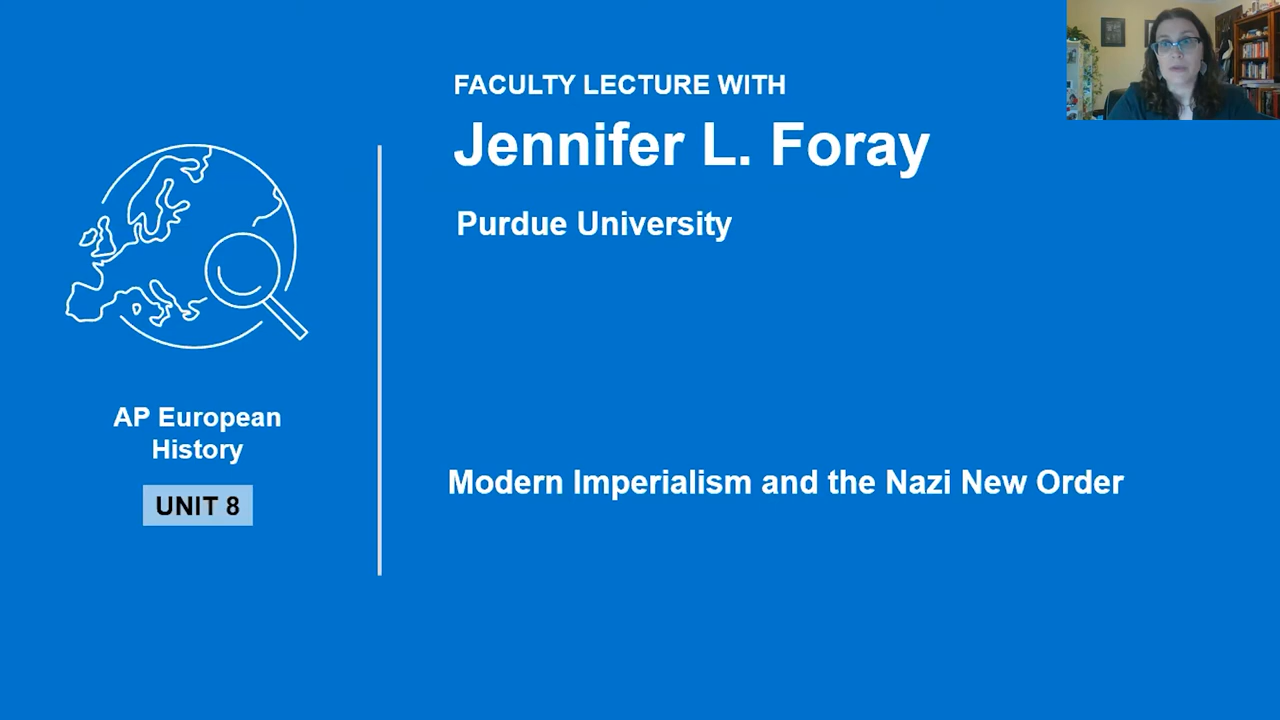 FACULTY LECTURE WITH
Jennifer L. Foray
Purdue University
AP European
History
UNIT 8
Modern Imperialism and the Nazi New Order